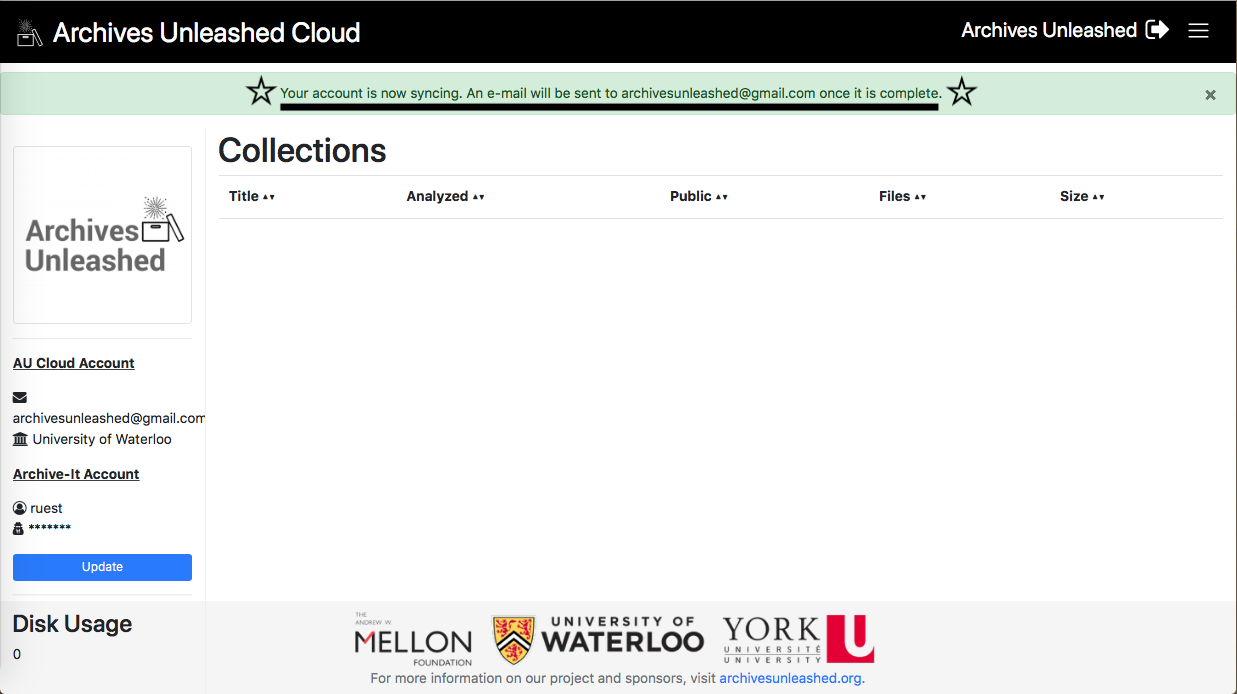 Archives Unleashed Cloud
Archives Unleashed
Your account is now syncing. An e-mail will be sent to archivesunleashed@gmail.com once it is complete.
×
Archives
Unleashed
AU Cloud Account
archivesunleashed@gmail.com
University of Waterloo
Archive-It Account
ruest
*******
Update
Disk Usage
0
Collections
Title Analyzed Public Files Size
THE
ANDREW W.
MELLON
FOUNDATION
UNIVERSITY OF
WATERLOO
YORK U
UNIVERSITÉ
UNIVERSITY
For more information on our project and sponsors, visit archivesunleashed.org.